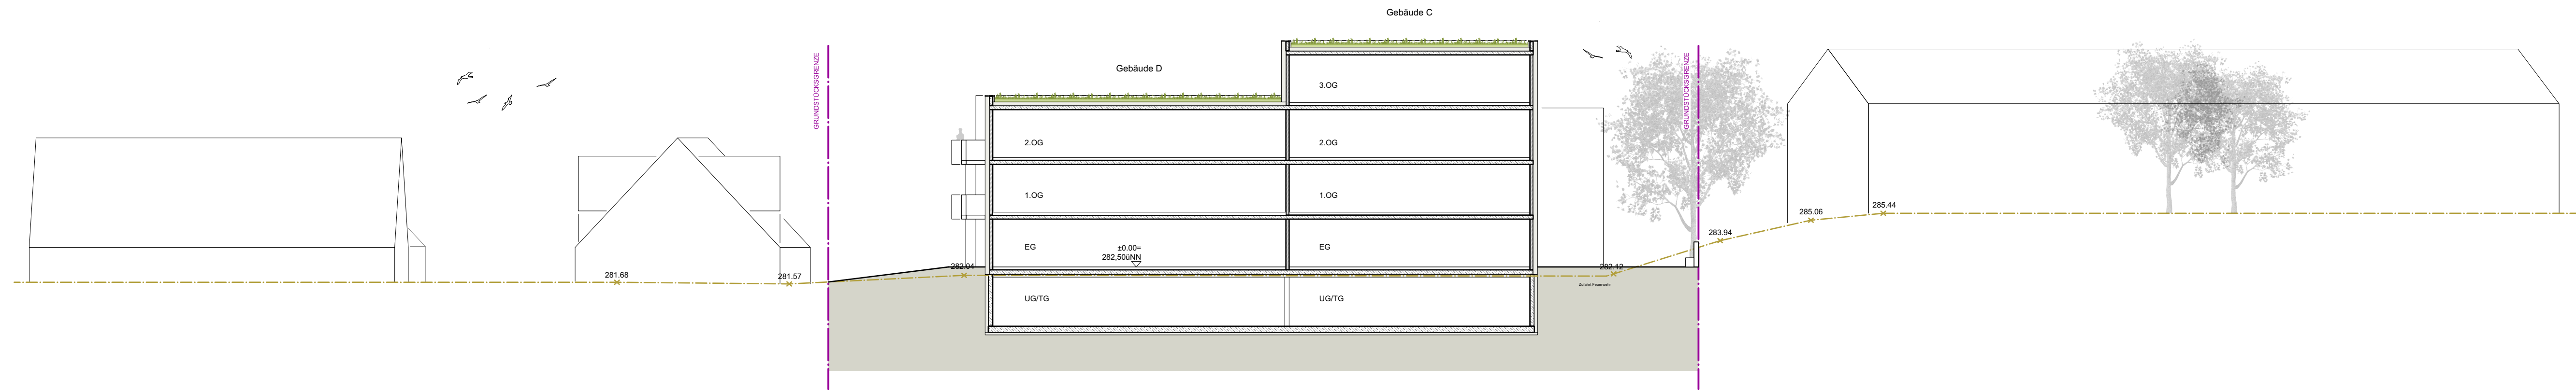 Gebäude C
Gebäude D
GRUNDSTÜCKSGRENZE
GRUNDSTÜCKSGRENZE
3.OG
2.OG
2.OG
1.OG
1.OG
EG
±0.00=
282,50üNN
EG
UG/TG
UG/TG
281.68
281.57
282.04
282.12
Zufahrt Feuerwehr
283.94
285.06
285.44